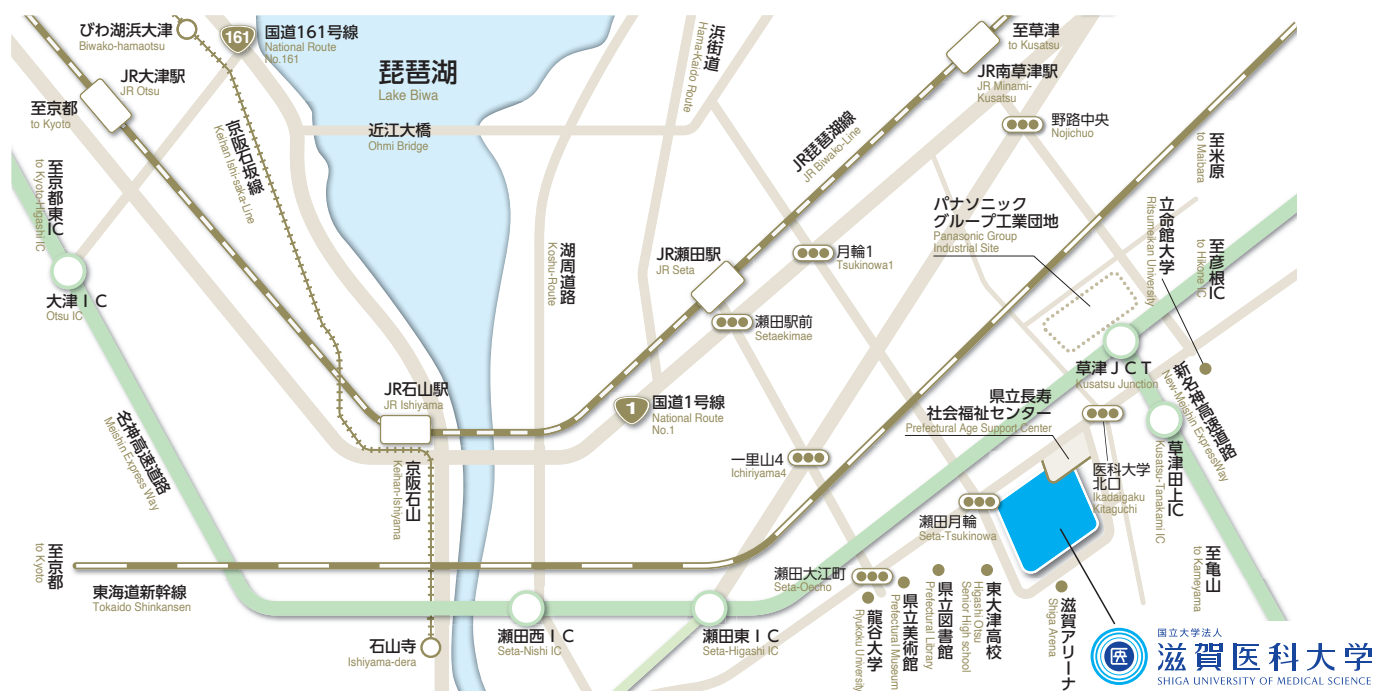 びわ湖浜大津
Biwako-hamaotsu
161
国道161号線
National Route
No.161
JR大津駅
JR Otsu
至京都
to Kyoto
琵琶湖
Lake Biwa
浜街道
Hama-Kaido Route
至草津
to Kusatsu
JR南草津駅
JR Minami-
Kusatsu
野路中央
Nojichuo
近江大橋
Ohmi Bridge
京阪石坂線
Keihan Ishi-saka-Line
JR琵琶湖線
JR Biwako-Line
至京都東IC
to Kyoto-Higashi IC
至米原
to Maibara
パナソニック
グループ工業団地
Panasonic Group
Industrial Site
立命館大学
Ritsumeikan University
至彦根IC
to Hikone IC
大津IC
Otsu IC
湖周道路
Koshu-Route
JR瀬田駅
JR Seta
月輪1
Tsukinowa1
瀬田駅前
Setaekimae
JR石山駅
JR Ishiyama
1
国道1号線
National Route
No.1
草津JCT
Kusatsu Junction
新名神高速道路
New-Meishin ExpressWay
県立長寿
社会福祉センター
Prefectural Age Support Center
名神高速道路
Meishin Express Way
京阪石山
Keihan-Ishiyama
一里山4
Ichiriyama4
医科大学
北口
Ikadaigaku
Kitaguchi
草津田上IC
Kusatsu-Tanakami IC
瀬田月輪
Seta-Tsukinowa
至京都
to Kyoto
東海道新幹線
Tokaido Shinkansen
至亀山
to Kameyama
瀬田大江町
Seta-Oecho
石山寺
Ishiyama-dera
瀬田西IC
Seta-Nishi IC
瀬田東IC
Seta-Higashi IC
龍谷大学
Ryukoku University
県立美術館
Prefectural Museum
県立図書館
Prefectural Library
東大津高校
Higashi Otsu
Senior High school
滋賀アリーナ
Shiga Arena
医
国立大学法人
滋賀医科大学
SHIGA UNIVERSITY OF MEDICAL SCIENCE